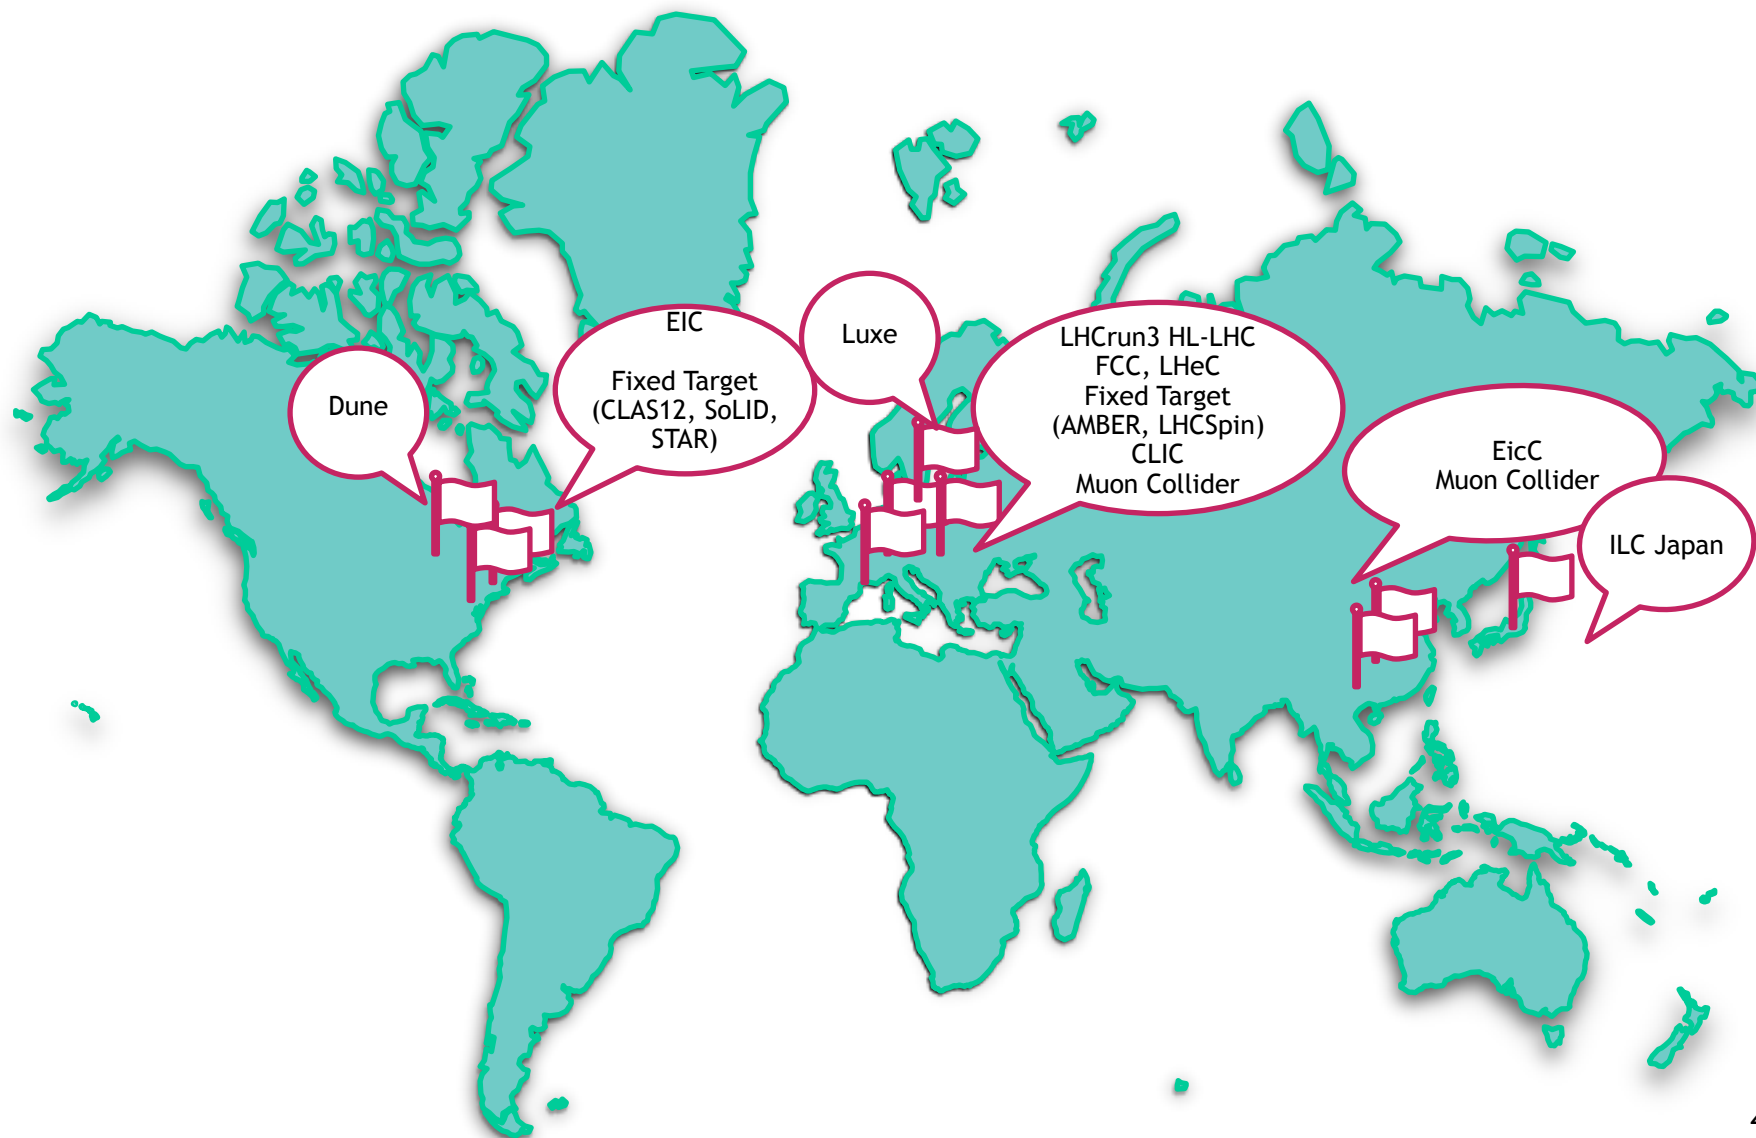 EIC
Fixed Target
(CLAS12, SoLID,
STAR)
Dune
Luxe
LHCrun3 HL-LHC
FCC, LHeC
Fixed Target
(AMBER, LHCSpin)
CLIC
Muon Collider
EicC
Muon Collider
ILC Japan